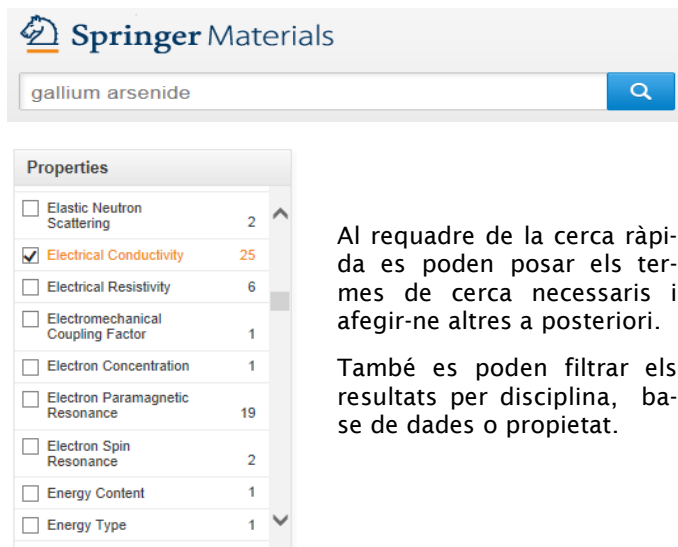 Springer Materials
gallium arsenide
Properties
Elastic Neutron
Scattering 2
Electrical Conductivity 25
Electrical Resistivity 6
Electromechanical
Coupling Factor 1
Electron Concentration 1
Electron Paramagnetic
Resonance 19
Electron Spin
Resonance 2
Energy Content 1
Energy Type 1
Al requadre de la cerca ràpi-
da es poden posar els ter-
mes de cerca necessaris i
afegir-ne altres a posteriori.
També es poden filtrar els
resultats per disciplina, ba-
se de dades o propietat.